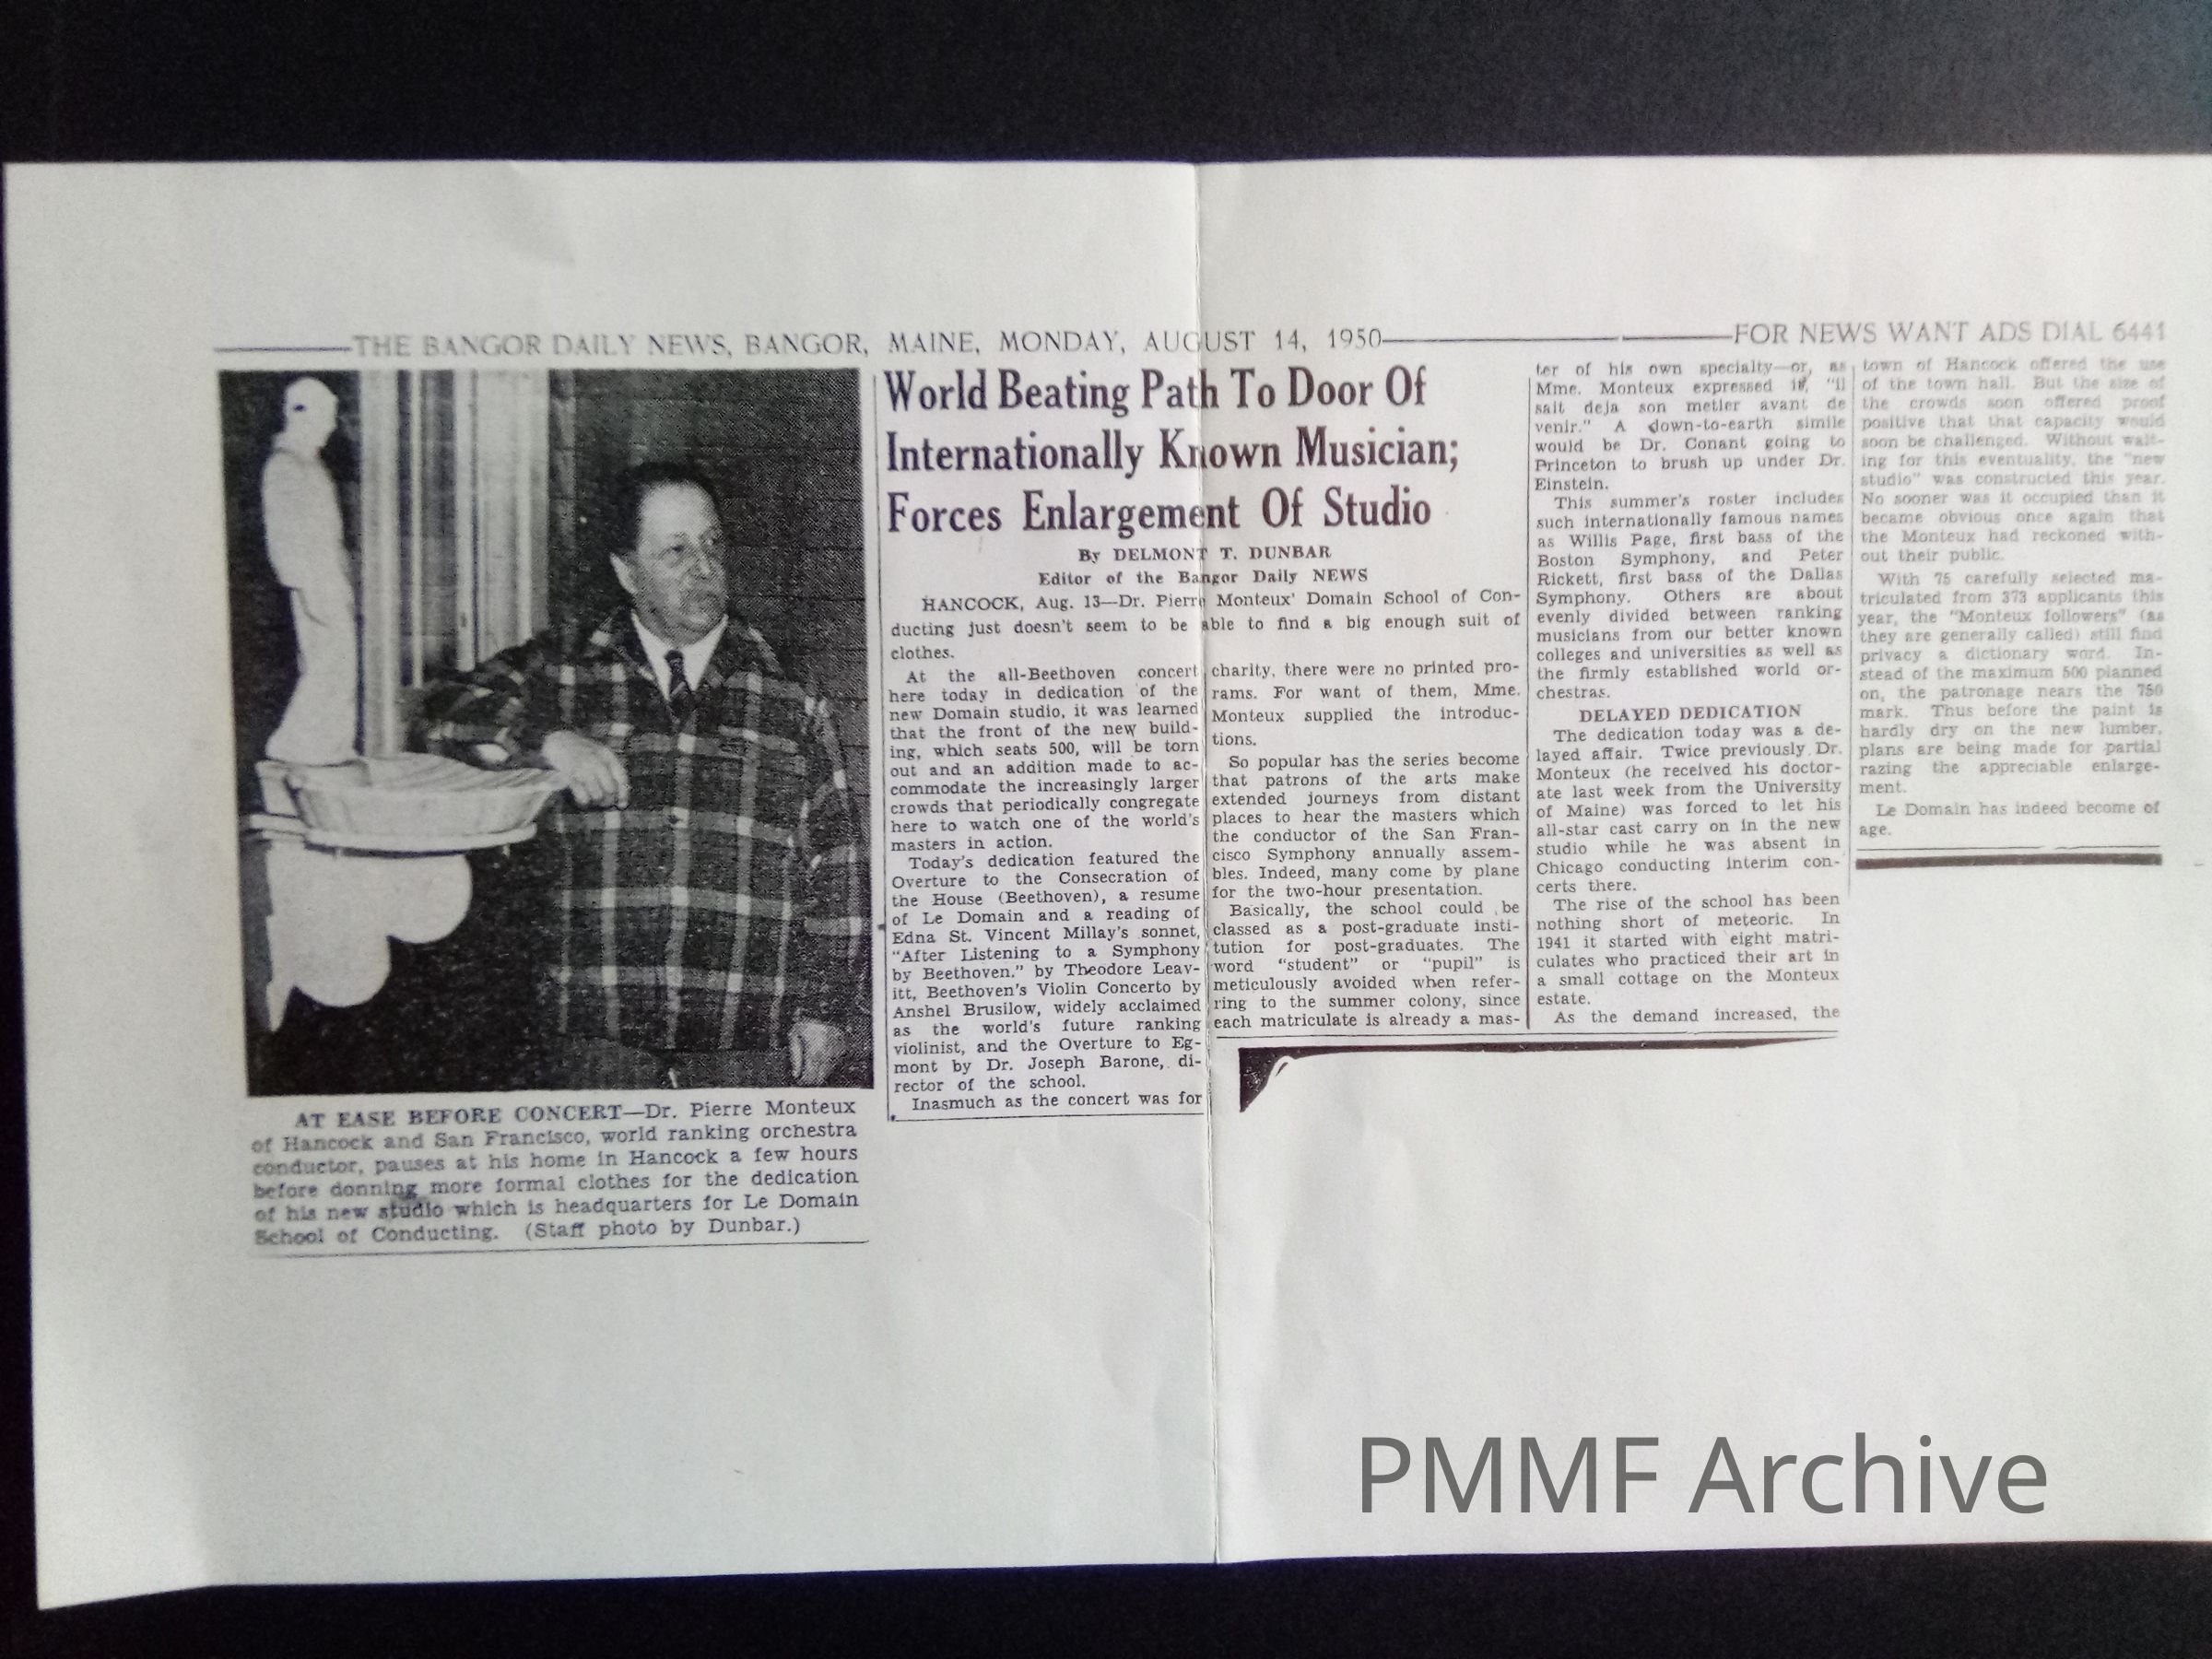 THE BANGOR DAILY NEWS, BANGOR, MAINE, MONDAY, AUGUST 14, 1950
FOR NEWS WANT ADS DIAL 6441
AT EASE BEFORE CONCERT—Dr. Pierre Monteux
of Hancock and San Francisco, world ranking orchestra
conductor, pauses at his home in Hancock a few hours
before donning more formal clothes for the dedication
of his new studio which is headquarters for Le Domain
School of Conducting. (Staff photo by Dunbar.)
World Beating Path To Door Of
Internationally Known Musician;
Forces Enlargement Of Studio
By DELMONT T. DUNBAR
Editor of the Bangor Daily NEWS
HANCOCK, Aug. 13—Dr. Pierre Monteux' Domain School of Con-
ducting just doesn't seem to be able to find a big enough suit of
clothes.
At the all-Beethoven concert
here today in dedication of the
new Domain studio, it was learned
that the front of the new build-
ing, which seats 500, will be torn
out and an addition made to ac-
commodate the increasingly larger
crowds that periodically congregate
here to watch one of the world's
masters in action.
Today's dedication featured the
Overture to the Consecration of
the House (Beethoven), a resume
of Le Domain and a reading of
Edna St. Vincent Millay's sonnet,
"After Listening to a Symphony
by Beethoven." by Theodore Leav-
itt, Beethoven's Violin Concerto by
Anshel Brusilow, widely acclaimed
as the world's future ranking
violinist, and the Overture to Eg-
mont by Dr. Joseph Barone, di-
rector of the school.
Inasmuch as the concert was for
charity, there were no printed pro-
rams. For want of them, Mme.
Monteux supplied the introduc-
tions.
So popular has the series become
that patrons of the arts make
extended journeys from distant
places to hear the masters which
the conductor of the San Fran-
cisco Symphony annually assem-
bles. Indeed, many come by plane
for the two-hour presentation.
Basically, the school could be
classed as a post-graduate insti-
tution for post-graduates. The
word "student" or "pupil" is
meticulously avoided when refer-
ring to the summer colony, since
each matriculate is already a mas-
ter of his own specialty—or, as
Mme. Monteux expressed it, "il
sait deja son metier avant de
venir." A down-to-earth simile
would be Dr. Conant going to
Princeton to brush up under Dr.
Einstein.
This summer's roster includes
such internationally famous names
as Willis Page, first bass of the
Boston Symphony, and Peter
Rickett, first bass of the Dallas
Symphony. Others are about
evenly divided between ranking
musicians from our better known
colleges and universities as well as
the firmly established world or-
chestras.
DELAYED DEDICATION
The dedication today was a de-
layed affair. Twice previously Dr.
Monteux (he received his doctor-
ate last week from the University
of Maine) was forced to let his
all-star cast carry on in the new
studio while he was absent in
Chicago conducting interim con-
certs there.
The rise of the school has been
nothing short of meteoric. In
1941 it started with eight matri-
culates who practiced their art in
a small cottage on the Monteux
estate.
As the demand increased, the
town of Hancock offered the use
of the town hall. But the size of
the crowds soon offered proof
positive that that capacity would
soon be challenged. Without wait-
ing for this eventuality, the "new
studio" was constructed this year.
No sooner was it occupied than it
became obvious once again that
the Monteux had reckoned with-
out their public.
With 75 carefully selected ma-
triculated from 373 applicants this
year, the "Monteux followers" (as
they are generally called) still find
privacy a dictionary word. In-
stead of the maximum 500 planned
on, the patronage nears the 750
mark. Thus before the paint is
hardly dry on the new lumber,
plans are being made for partial
razing the appreciable enlarge-
ment.
Le Domain has indeed become of
age.
PMMF Archive